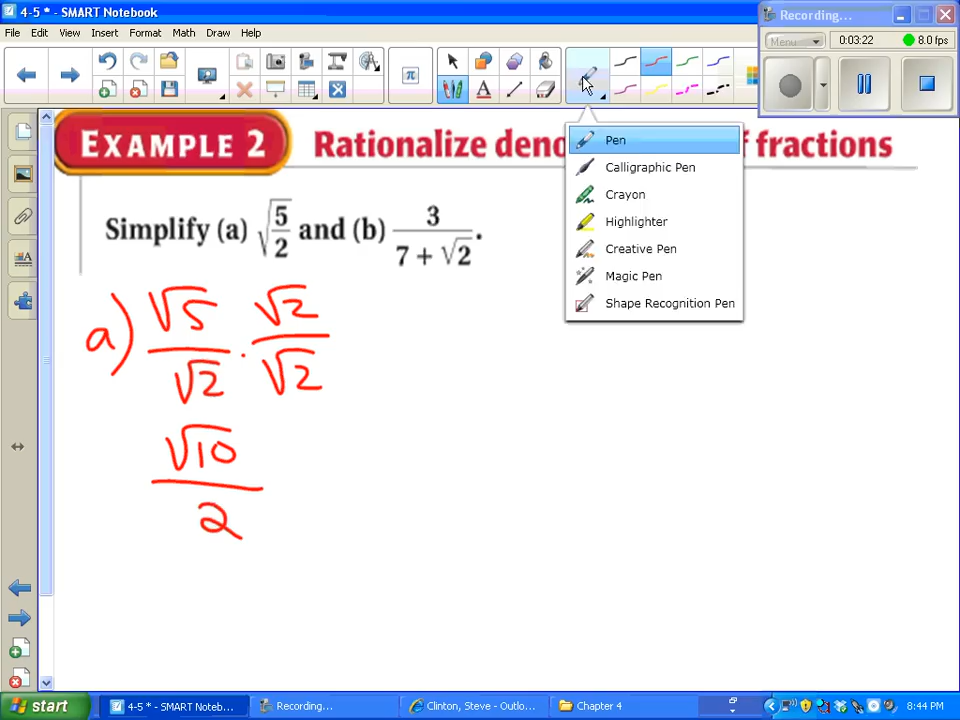 4-5 * - SMART Notebook
Recording...
File Edit View Insert Format Math Draw Help
Menu 03:22 8.0 fps
π
A
EXAMPLE 2 Rationalize deno f fractions
Pen
Calligraphic Pen
Crayon
Highlighter
Creative Pen
Magic Pen
Shape Recognition Pen
Simplify (a) √5/2 and (b) 3/7 + √2.
a) √5/√2 · √2/√2
√10
2
start 4-5 * - SMART Noteb... Recording... Clinton, Steve - Outlo... Chapter 4 8:44 PM